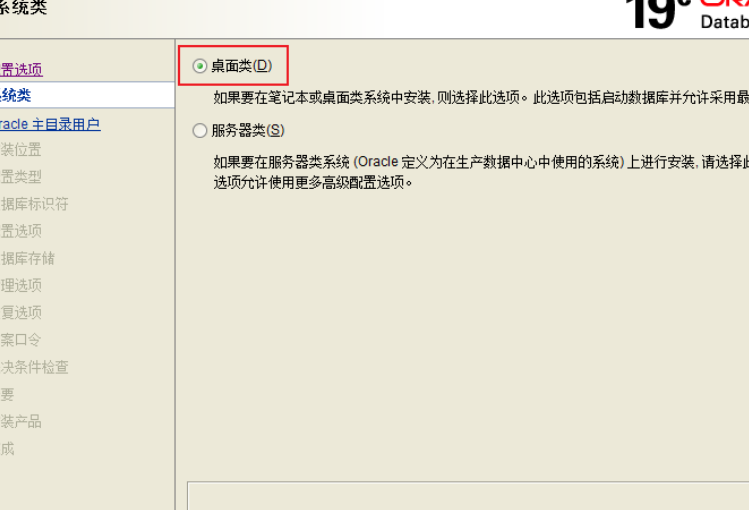 系统类
19c
Datab
置选项
桌面类(D)
系统类
如果要在笔记本或桌面类系统中安装, 则选择此选项。此选项包括启动数据库并允许采用最
racle 主目录用户
服务器类(S)
装位置
如果要在服务器类系统 (Oracle 定义为在生产数据中心中使用的系统) 上进行安装, 请选择此
置类型
选项允许使用更多高级配置选项。
据库标识符
置选项
据库存储
理选项
复选项
案口令
决条件检查
要
装产品
成